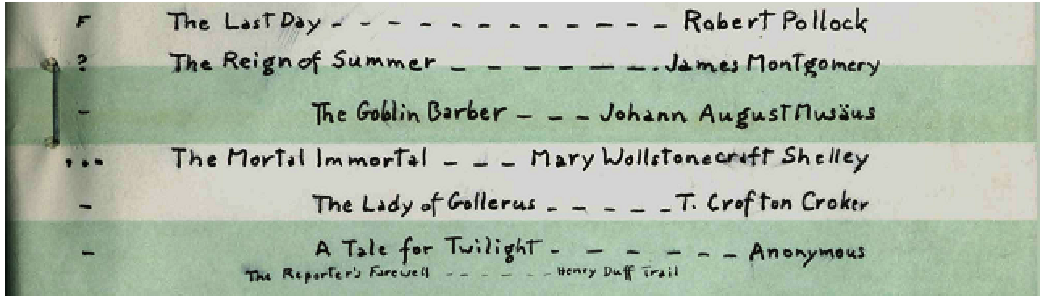 F The Last Day - - - - - - - - - - - - Robert Pollock
? The Reign of Summer - - - - - - - James Montgomery
- The Goblin Barber - - - Johann August Musäus
... The Mortal Immortal - - - Mary Wollstonecraft Shelley
- The Lady of Gollerus - - - - - T. Crofton Croker
- A Tale for Twilight - - - - - - - Anonymous
The Reporter's Farewell - - - - - - Henry Duff Trail